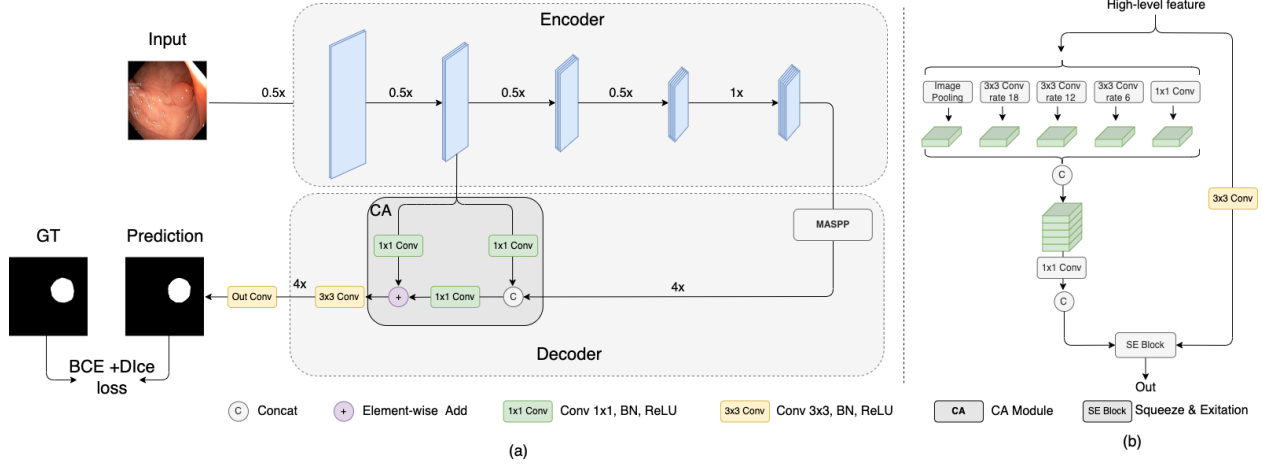 Encoder
Input
0.5x
0.5x
0.5x
0.5x
1x
CA
1x1 Conv
1x1 Conv
MASPP
GT
Prediction
Out Conv
4x
3x3 Conv
+
1x1 Conv
C
4x
BCE +DIce
loss
Decoder
C
Concat
+
Element-wise Add
1x1 Conv
Conv 1x1, BN, ReLU
3x3 Conv
Conv 3x3, BN, ReLU
(a)
High-level feature
Image
Pooling
3x3 Conv
rate 18
3x3 Conv
rate 12
3x3 Conv
rate 6
1x1 Conv
C
3x3 Conv
1x1 Conv
C
SE Block
Out
CA
CA Module
SE Block
Squeeze & Exitation
(b)